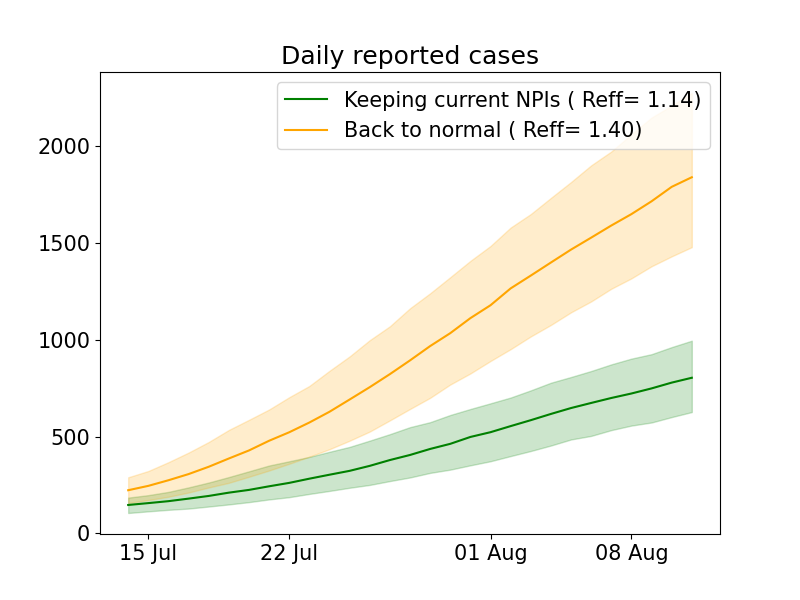 Daily reported cases
Keeping current NPIs ( Reff= 1.14)
Back to normal ( Reff= 1.40)
2000
1500
1000
500
0
15 Jul
22 Jul
01 Aug
08 Aug